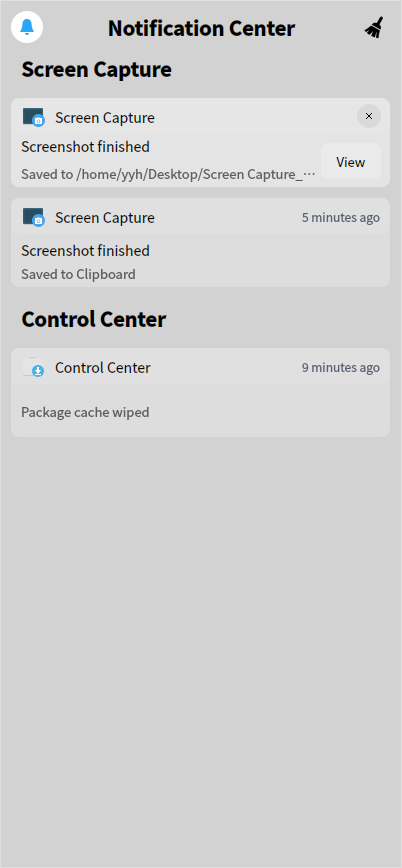 Notification Center
Screen Capture
Screen Capture
Screenshot finished
Saved to /home/yyh/Desktop/Screen Capture_···
View
Screen Capture 5 minutes ago
Screenshot finished
Saved to Clipboard
Control Center
Control Center 9 minutes ago
Package cache wiped